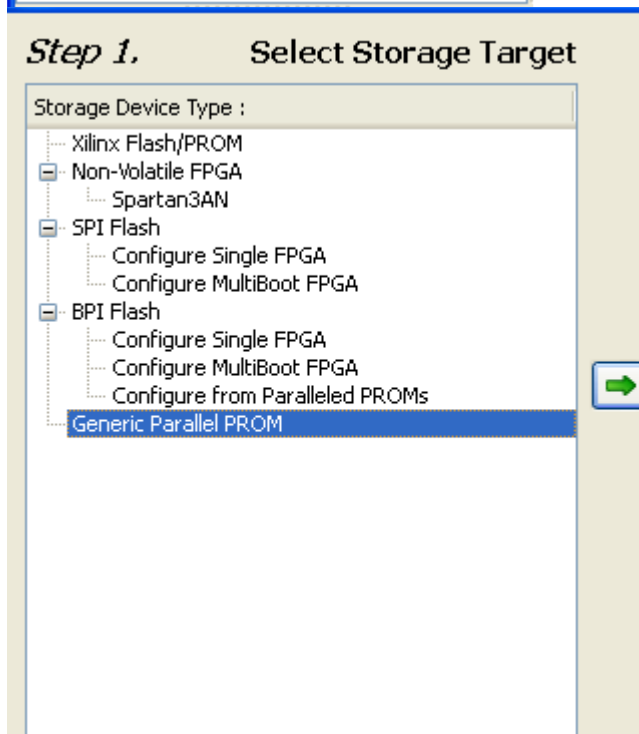 Step 1. Select Storage Target
Storage Device Type :
Xilinx Flash/PROM
Non-Volatile FPGA
Spartan3AN
SPI Flash
Configure Single FPGA
Configure MultiBoot FPGA
BPI Flash
Configure Single FPGA
Configure MultiBoot FPGA
Configure from Paralleled PROMs
Generic Parallel PROM